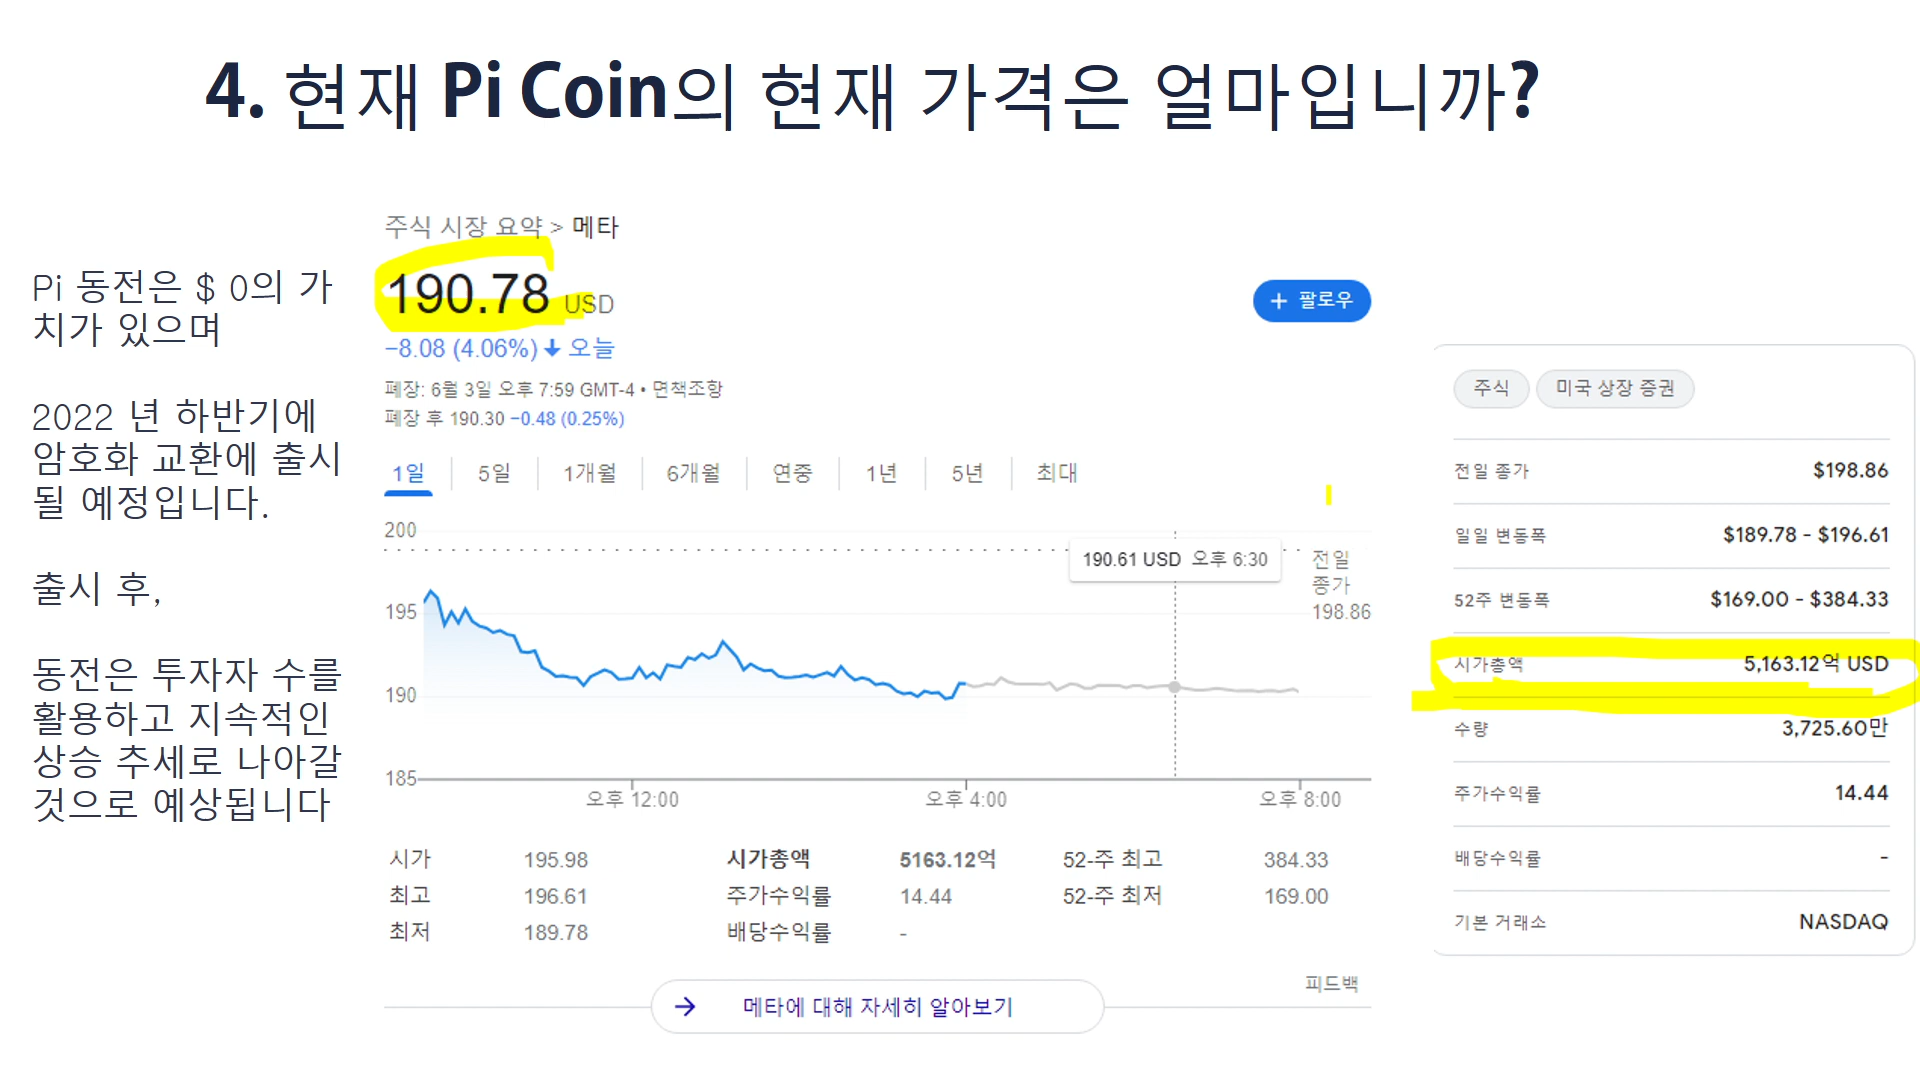 4. 현재 Pi Coin의 현재 가격은 얼마입니까?
Pi 동전은 $ 0의 가
치가 있으며
2022 년 하반기에
암호화 교환에 출시
될 예정입니다.
출시 후,
동전은 투자자 수를
활용하고 지속적인
상승 추세로 나아갈
것으로 예상됩니다
주식 시장 요약 > 메타
190.78 USD
+ 팔로우
−8.08 (4.06%) ↓ 오늘
폐장: 6월 3일 오후 7:59 GMT-4 • 면책조항
폐장 후 190.30 −0.48 (0.25%)
1일 5일 1개월 6개월 연중 1년 5년 최대
200
190.61 USD 오후 6:30
전일
종가
198.86
195
190
185
오후 12:00 오후 4:00 오후 8:00
시가 195.98 시가총액 5163.12억 52-주 최고 384.33
최고 196.61 주가수익률 14.44 52-주 최저 169.00
최저 189.78 배당수익률 -
피드백
→ 메타에 대해 자세히 알아보기
주식 미국 상장 증권
전일 종가 $198.86
일일 변동폭 $189.78 - $196.61
52주 변동폭 $169.00 - $384.33
시가총액 5,163.12억 USD
수량 3,725.60만
주가수익률 14.44
배당수익률 -
기본 거래소 NASDAQ